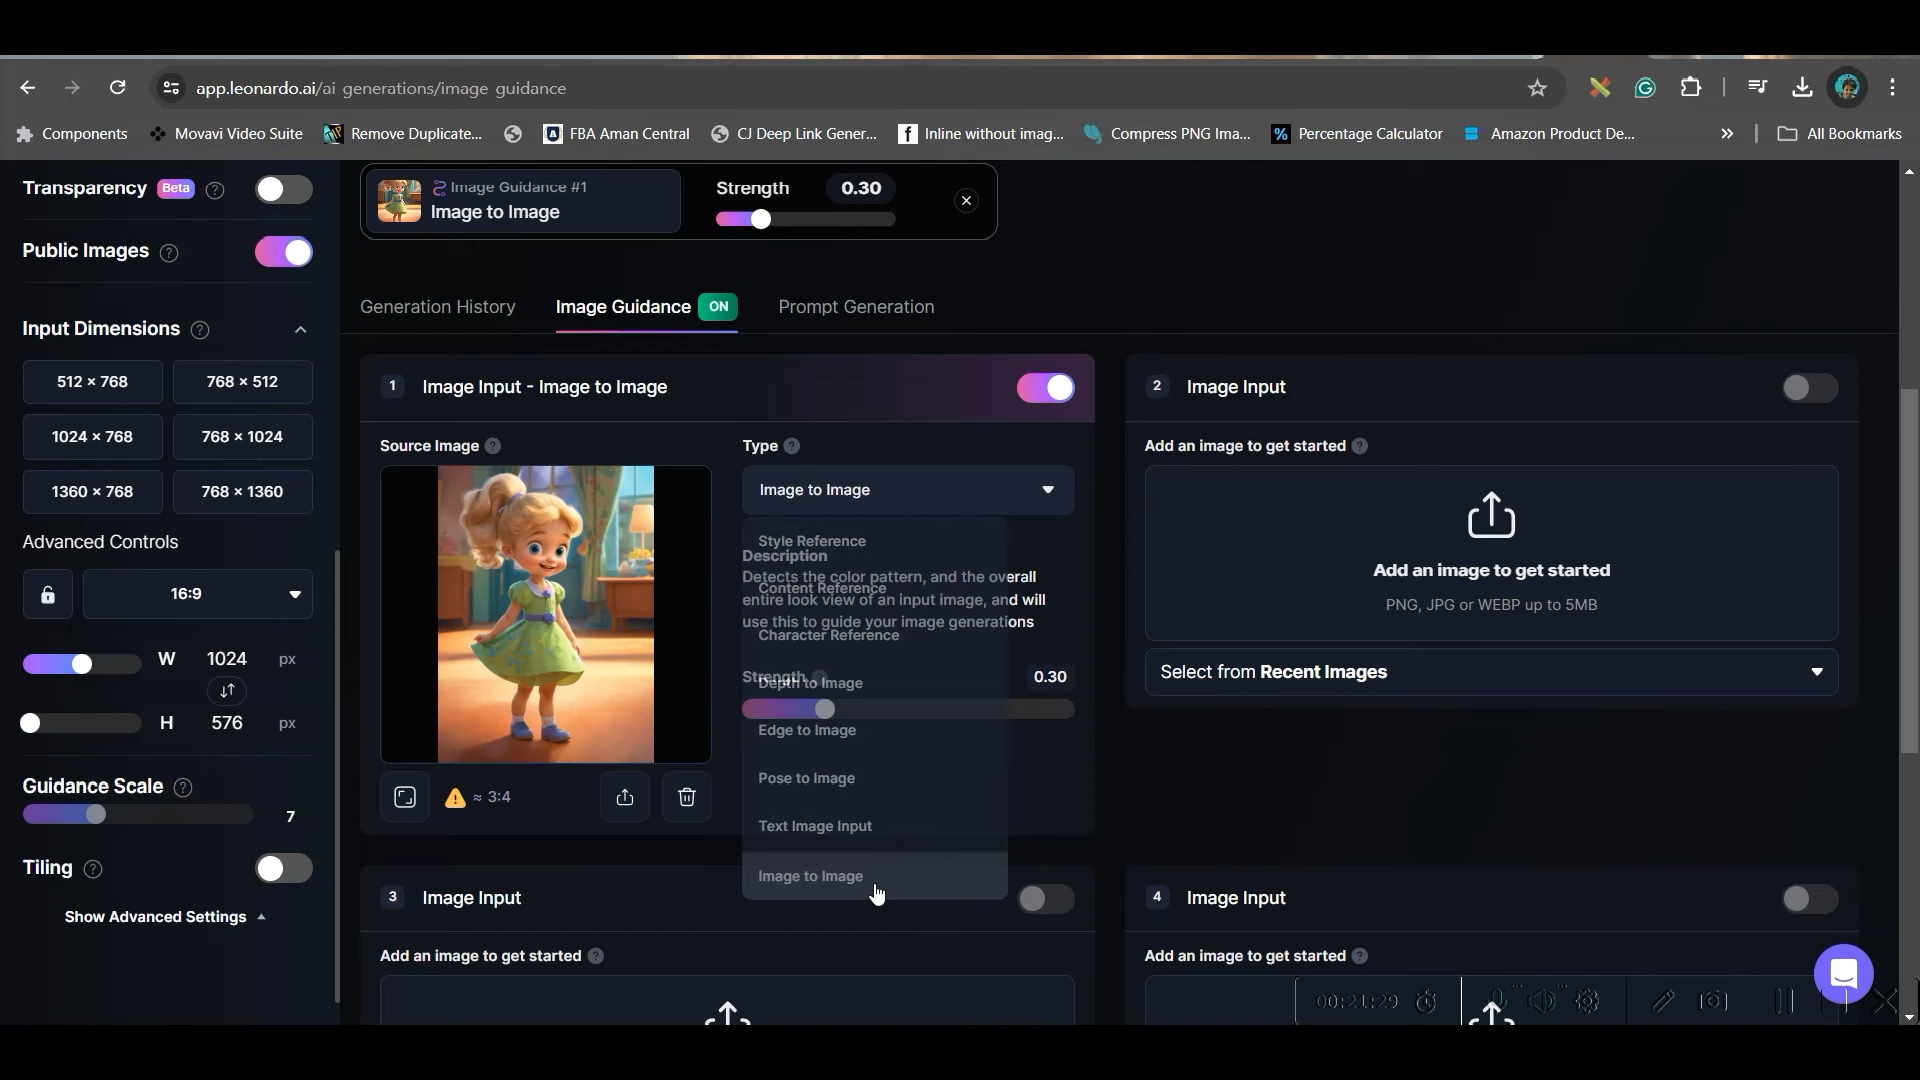 app.leonardo.ai/ai generations/image guidance
Components
Movavi Video Suite
Remove Duplicate...
FBA Aman Central
CJ Deep Link Gener...
f
Inline without imag...
Compress PNG Ima...
%
Percentage Calculator
Amazon Product De...
»
All Bookmarks
Transparency Beta ?
Public Images ?
Input Dimensions ?
512 × 768
768 × 512
1024 × 768
768 × 1024
1360 × 768
768 × 1360
Advanced Controls
16:9
W 1024 px
H 576 px
Guidance Scale ?
7
Tiling ?
Show Advanced Settings
Image Guidance #1
Image to Image
Strength 0.30
Generation History
Image Guidance ON
Prompt Generation
1 Image Input - Image to Image
Source Image ?
≈ 3:4
Type ?
Image to Image
Style Reference
Description
Detects the color pattern, and the overall
Content Reference
entire look view of an input image, and will
use this to guide your image generations
Character Reference
Strength 0.30
Depth to Image
Edge to Image
Pose to Image
Text Image Input
Image to Image
2 Image Input
Add an image to get started ?
Add an image to get started
PNG, JPG or WEBP up to 5MB
Select from Recent Images
3 Image Input
Add an image to get started ?
4 Image Input
Add an image to get started ?
00:21:29